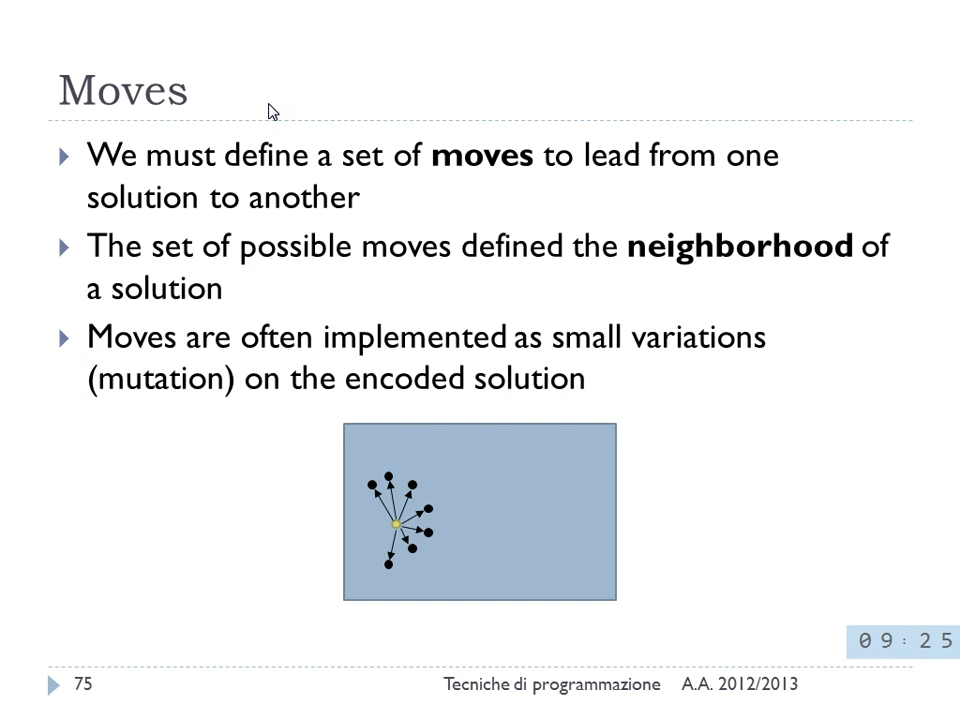 Moves
We must define a set of moves to lead from one
solution to another
The set of possible moves defined the neighborhood of
a solution
Moves are often implemented as small variations
(mutation) on the encoded solution
09:25
75 Tecniche di programmazione A.A. 2012/2013